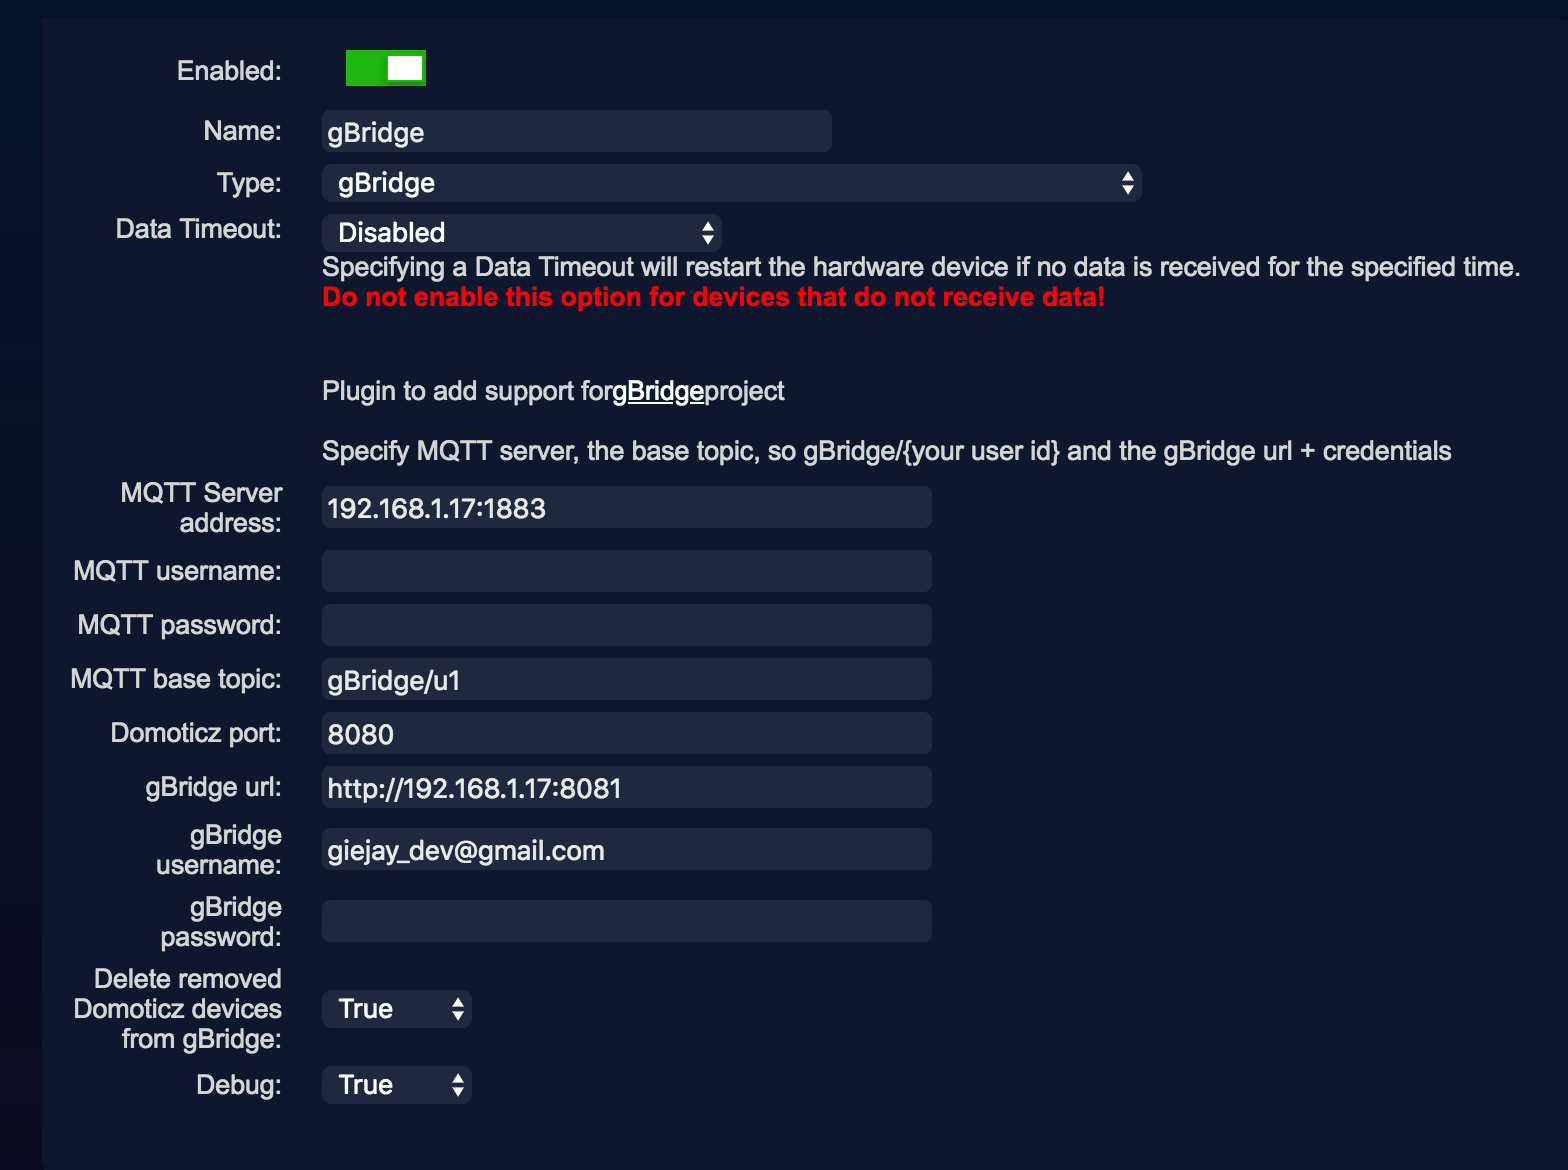 Enabled:
Name: gBridge
Type: gBridge
Data Timeout: Disabled
Specifying a Data Timeout will restart the hardware device if no data is received for the specified time.
Do not enable this option for devices that do not receive data!
Plugin to add support forgBridgeproject
Specify MQTT server, the base topic, so gBridge/{your user id} and the gBridge url + credentials
MQTT Server
address: 192.168.1.17:1883
MQTT username:
MQTT password:
MQTT base topic: gBridge/u1
Domoticz port: 8080
gBridge url: http://192.168.1.17:8081
gBridge
username: giejay_dev@gmail.com
gBridge
password:
Delete removed
Domoticz devices True
from gBridge:
Debug: True